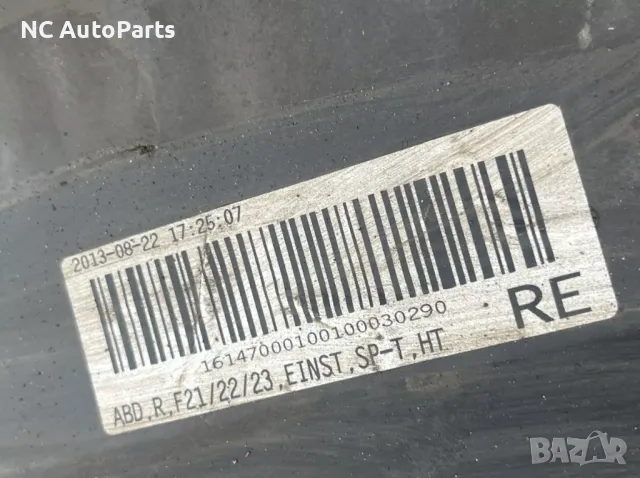 NC AutoParts
2013-08-22 17:25:07
16147000100100030290
RE
ABD,R,F21/22/23,EINST,SP-T,HT
BAZAR